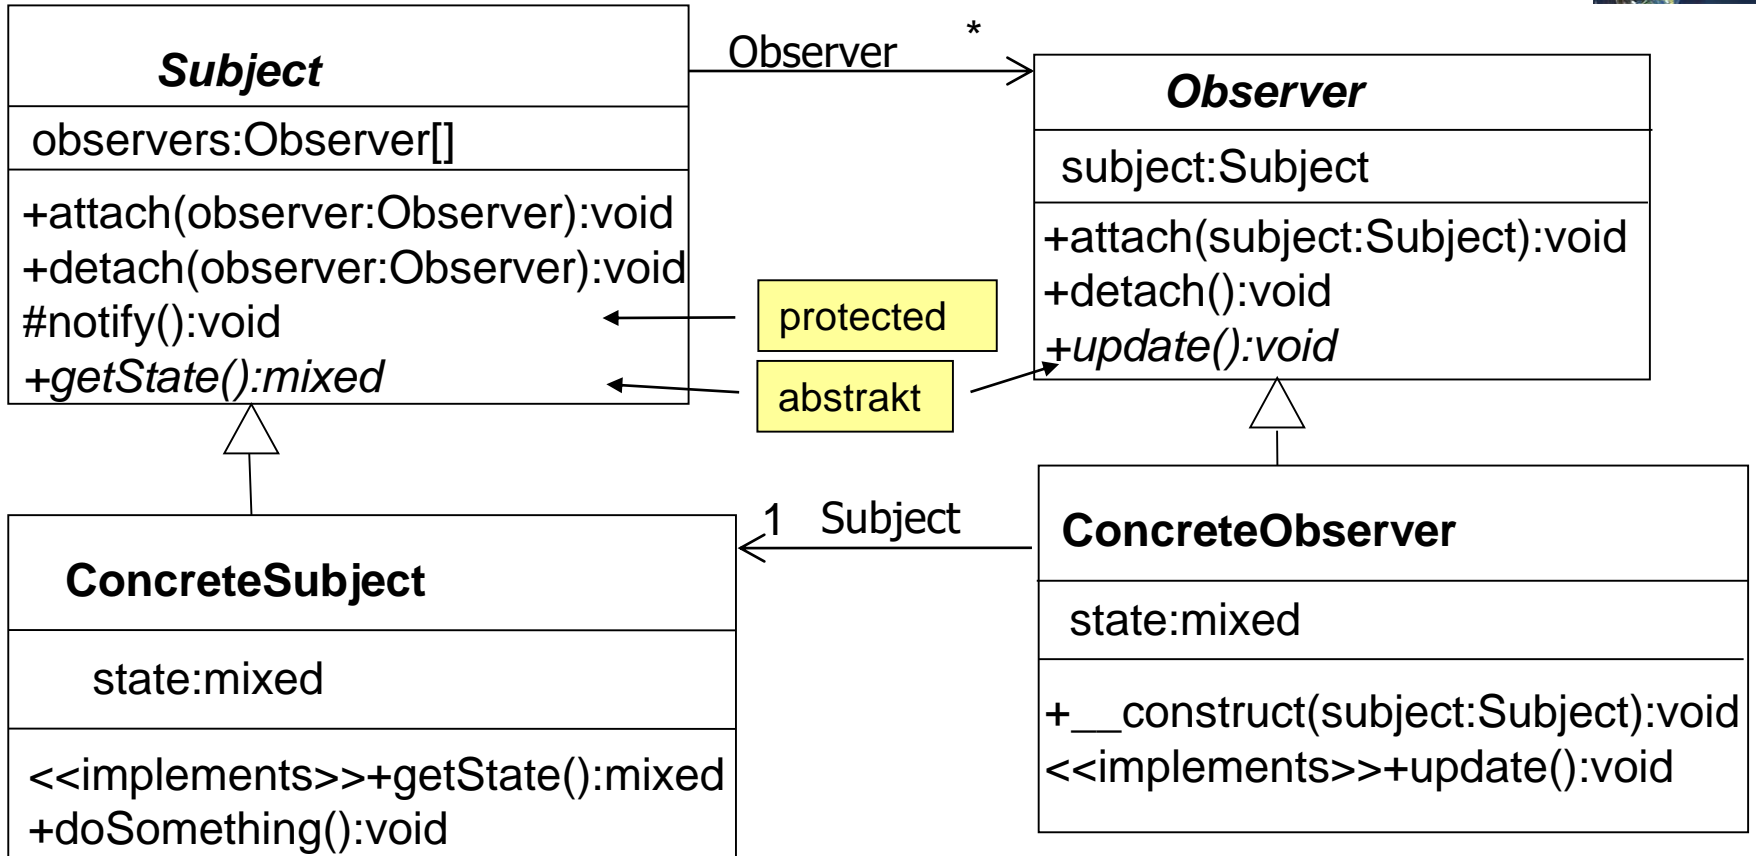 Subject
observers:Observer[]
+attach(observer:Observer):void
+detach(observer:Observer):void
#notify():void
+getState():mixed
Observer
*
Observer
subject:Subject
+attach(subject:Subject):void
+detach():void
+update():void
protected
abstrakt
ConcreteSubject
state:mixed
<<implements>>+getState():mixed
+doSomething():void
1
Subject
ConcreteObserver
state:mixed
+__construct(subject:Subject):void
<<implements>>+update():void